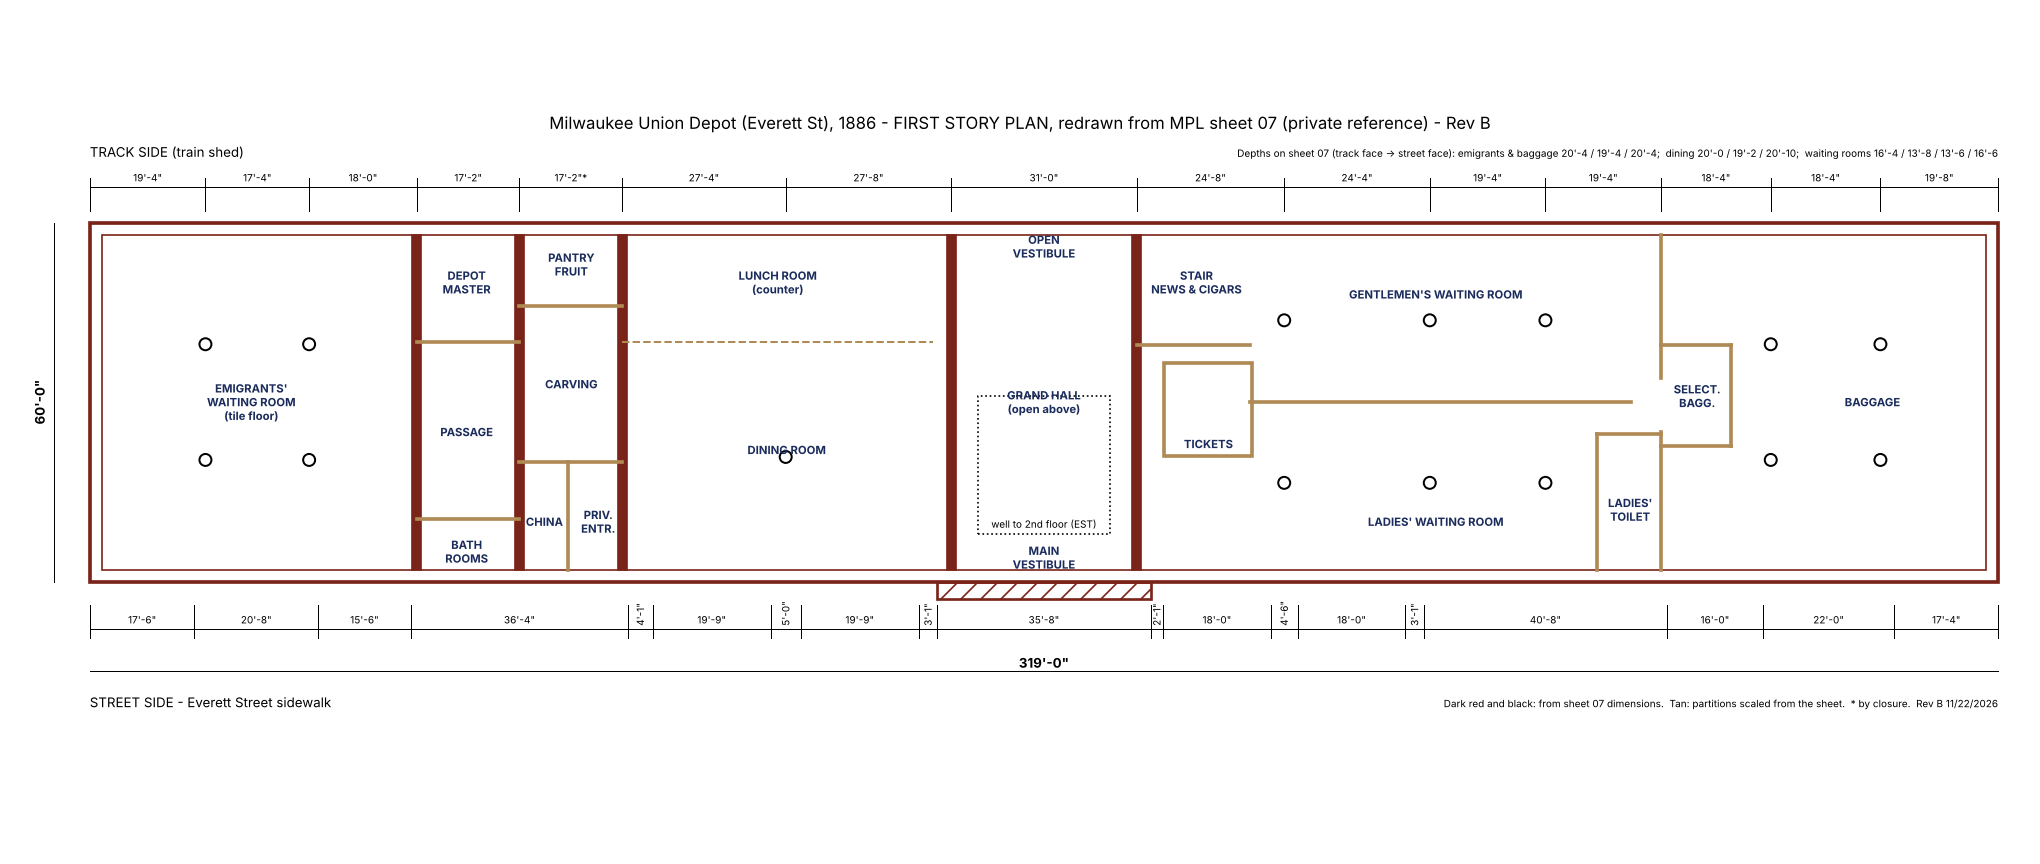 Milwaukee Union Depot (Everett St), 1886 - FIRST STORY PLAN, redrawn from MPL sheet 07 (private reference) - Rev B
TRACK SIDE (train shed)
Depths on sheet 07 (track face → street face): emigrants & baggage 20'-4 / 19'-4 / 20'-4;  dining 20'-0 / 19'-2 / 20'-10;  waiting rooms 16'-4 / 13'-8 / 13'-6 / 16'-6
19'-4" 17'-4" 18'-0" 17'-2" 17'-2"* 27'-4" 27'-8" 31'-0" 24'-8" 24'-4" 19'-4" 19'-4" 18'-4" 18'-4" 19'-8"
60'-0"
EMIGRANTS'
WAITING ROOM
(tile floor)
DEPOT
MASTER
PASSAGE
BATH
ROOMS
PANTRY
FRUIT
CARVING
CHINA
PRIV.
ENTR.
LUNCH ROOM
(counter)
DINING ROOM
OPEN
VESTIBULE
GRAND HALL
(open above)
well to 2nd floor (EST)
MAIN
VESTIBULE
STAIR
NEWS & CIGARS
TICKETS
GENTLEMEN'S WAITING ROOM
LADIES' WAITING ROOM
LADIES'
TOILET
SELECT.
BAGG.
BAGGAGE
17'-6" 20'-8" 15'-6" 36'-4" 4'-1" 19'-9" 5'-0" 19'-9" 3'-1" 35'-8" 2'-1" 18'-0" 4'-6" 18'-0" 3'-1" 40'-8" 16'-0" 22'-0" 17'-4"
319'-0"
STREET SIDE - Everett Street sidewalk
Dark red and black: from sheet 07 dimensions.  Tan: partitions scaled from the sheet.  * by closure.  Rev B 11/22/2026